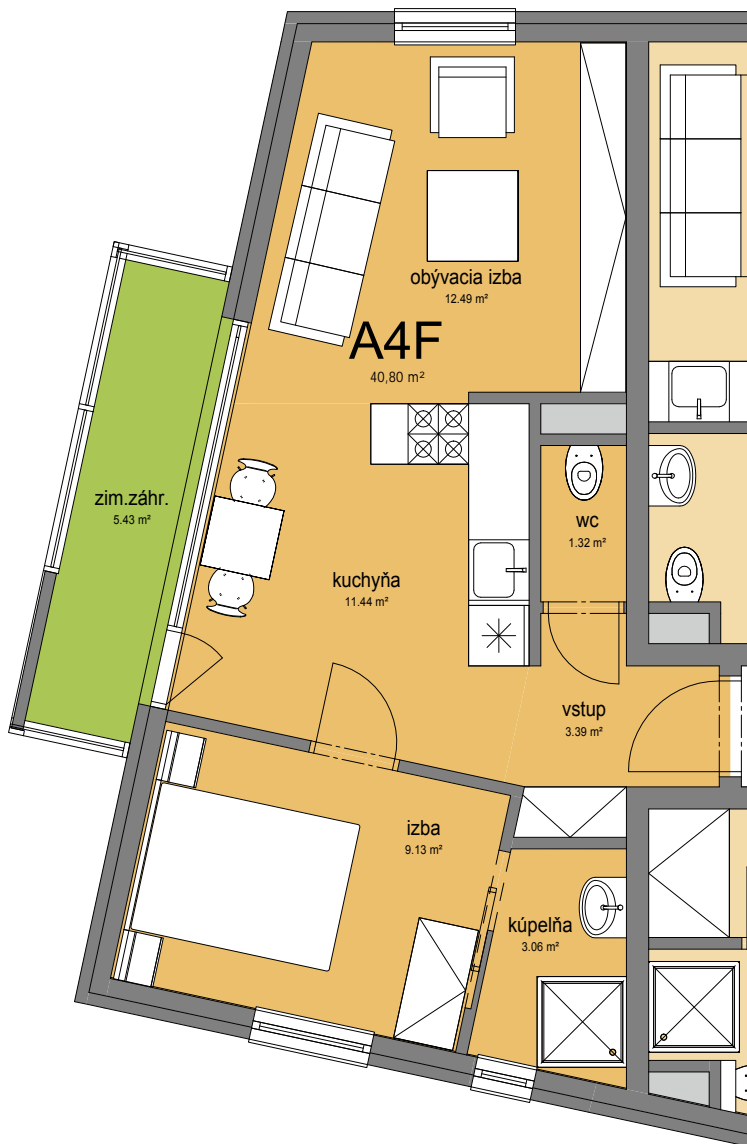 obývacia izba
12.49 m²
A4F
40,80 m²
zim.záhr.
5.43 m²
wc
1.32 m²
kuchyňa
11.44 m²
vstup
3.39 m²
izba
9.13 m²
kúpelňa
3.06 m²